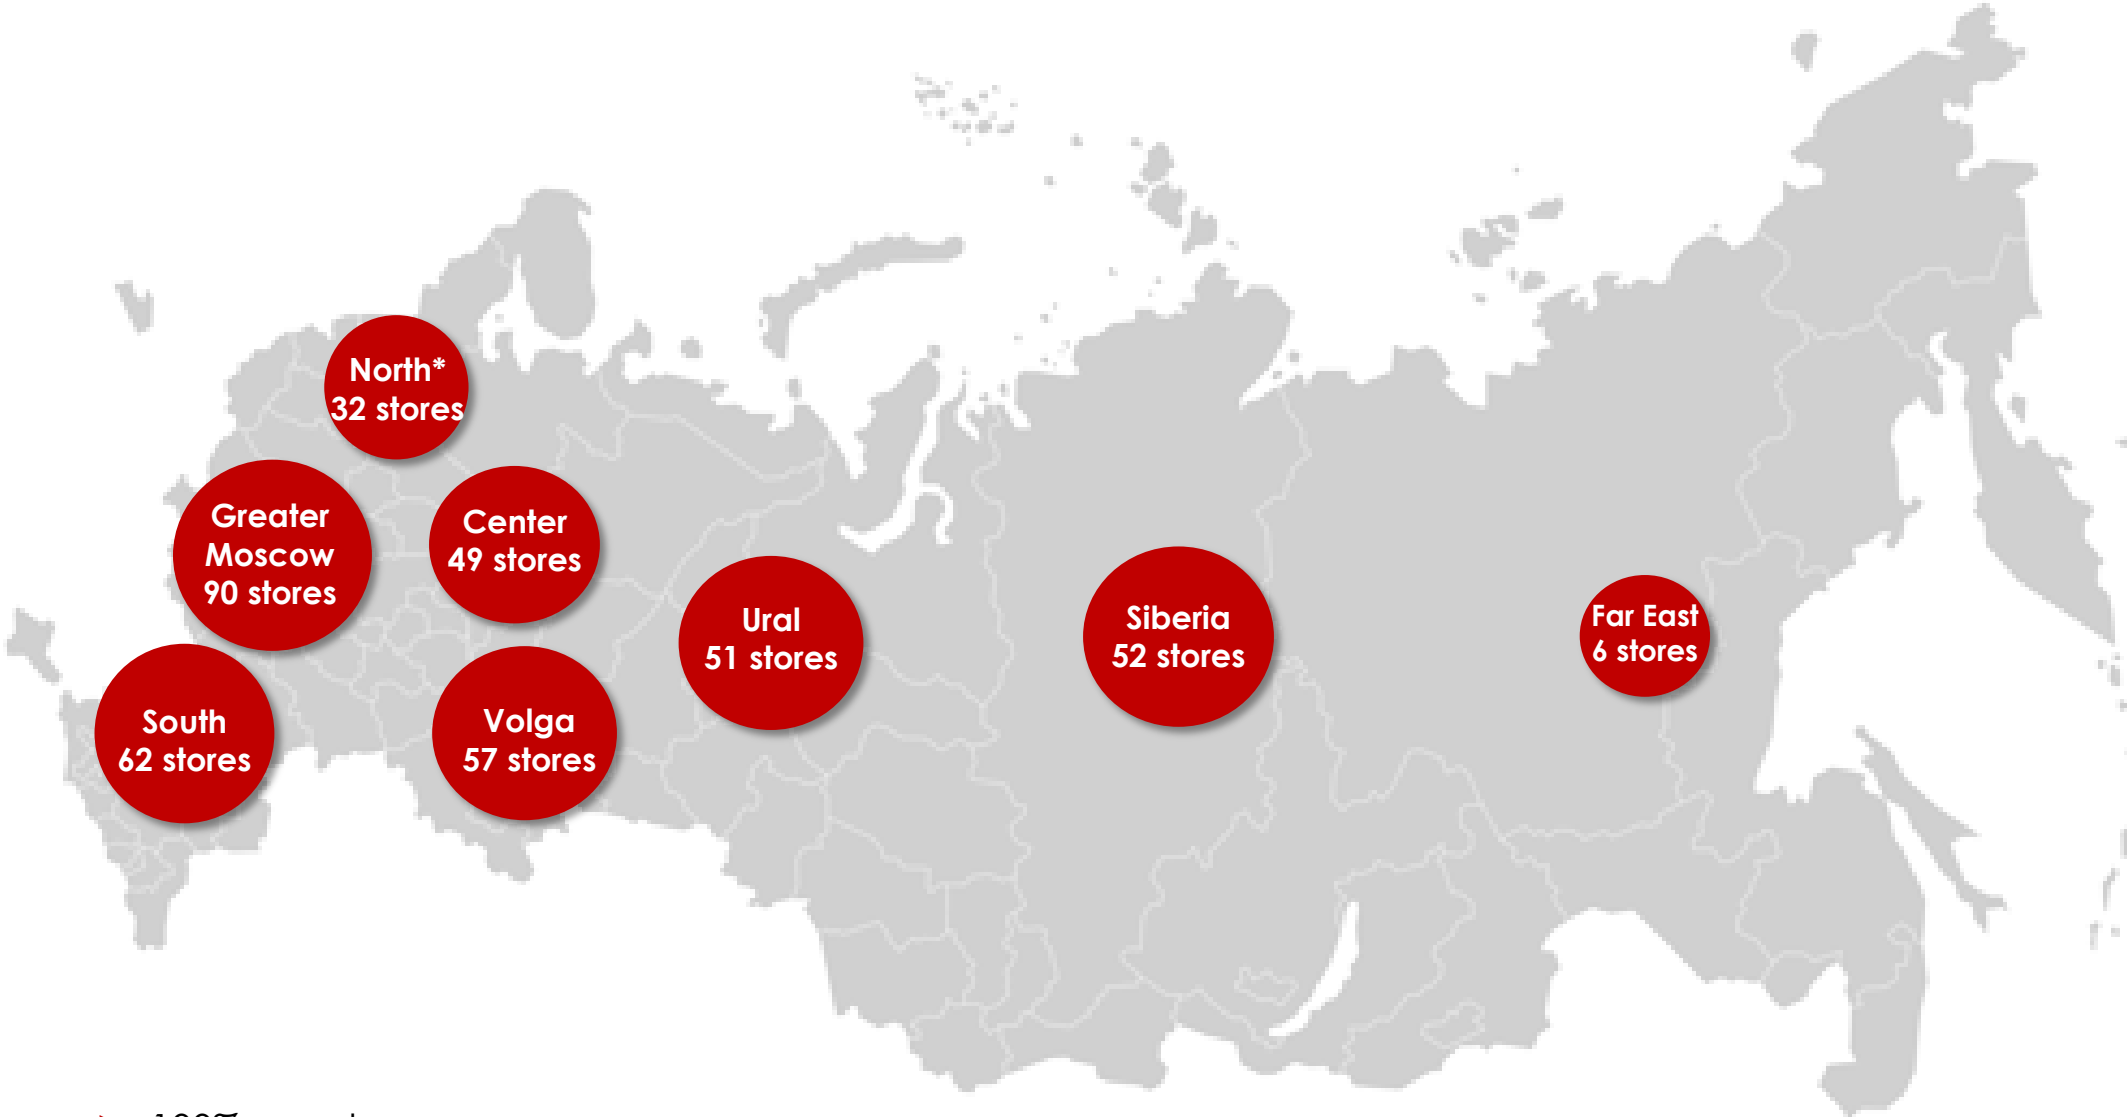 North*
32 stores
Greater
Moscow
90 stores
Center
49 stores
Ural
51 stores
Siberia
52 stores
Far East
6 stores
South
62 stores
Volga
57 stores